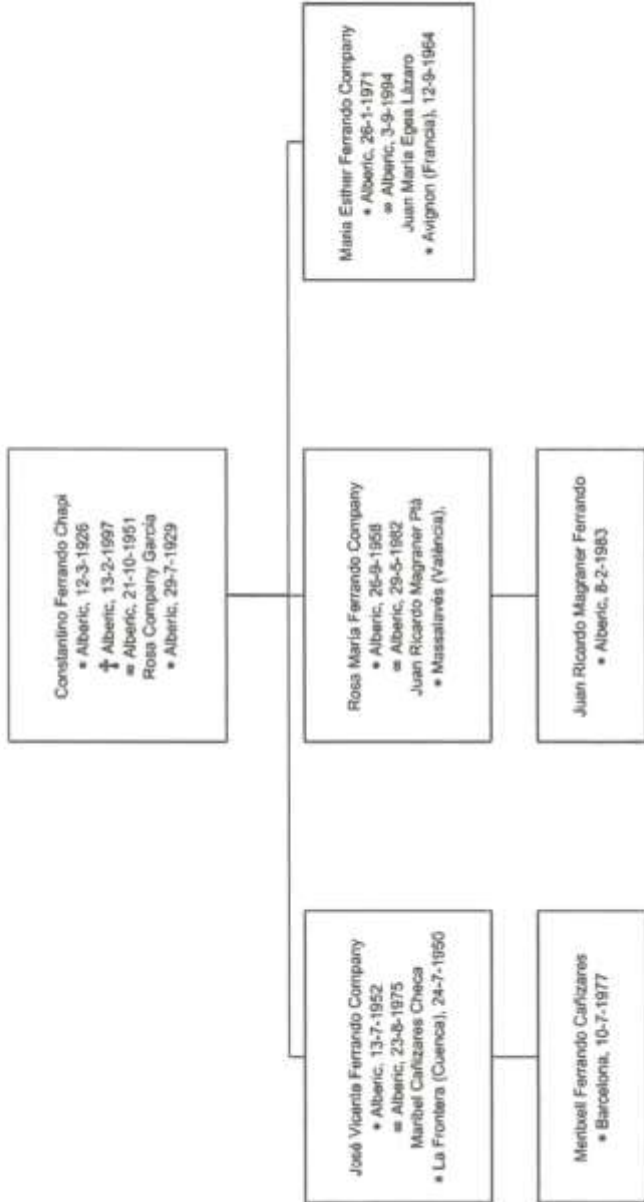 Constantino Ferrando Chapi
* Alberic, 12-3-1926
✝ Alberic, 13-2-1997
∞ Alberic, 21-10-1951
Rosa Company García
* Alberic, 29-7-1929
José Vicente Ferrando Company
* Alberic, 13-7-1952
∞ Alberic, 23-8-1975
Maribel Cañizares Checa
* La Frontera (Cuenca), 24-7-1950
Rosa María Ferrando Company
* Alberic, 26-9-1958
∞ Alberic, 29-5-1982
Juan Ricardo Magraner Plá
* Massalavés (València),
María Esther Ferrando Company
* Alberic, 26-1-1971
∞ Alberic, 3-9-1994
Juan María Egea Lázaro
* Avignon (Francia), 12-9-1964
Meritxell Ferrando Cañizares
* Barcelona, 10-7-1977
Juan Ricardo Magraner Ferrando
* Alberic, 8-2-1983